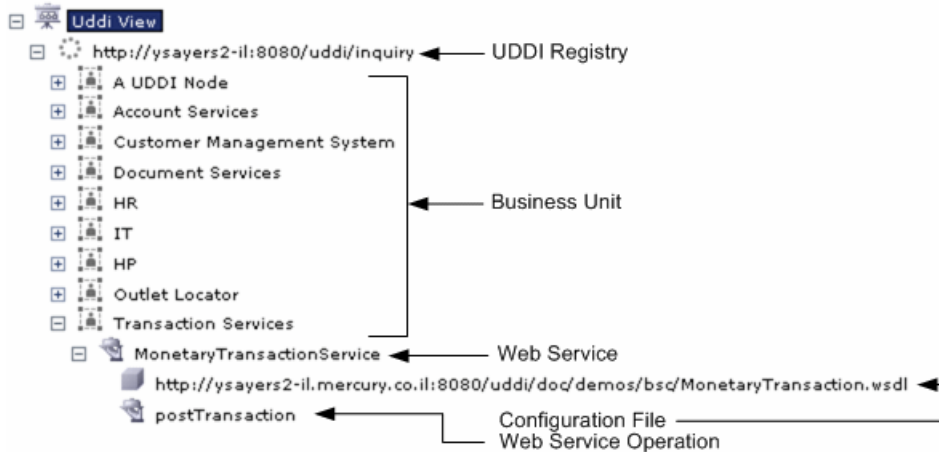 Uddi View
http://ysayers2-il:8080/uddi/inquiry UDDI Registry
A UDDI Node
Account Services
Customer Management System
Document Services
HR Business Unit
IT
HP
Outlet Locator
Transaction Services
MonetaryTransactionService Web Service
http://ysayers2-il.mercury.co.il:8080/uddi/doc/demos/bsc/MonetaryTransaction.wsdl
postTransaction Configuration File
Web Service Operation